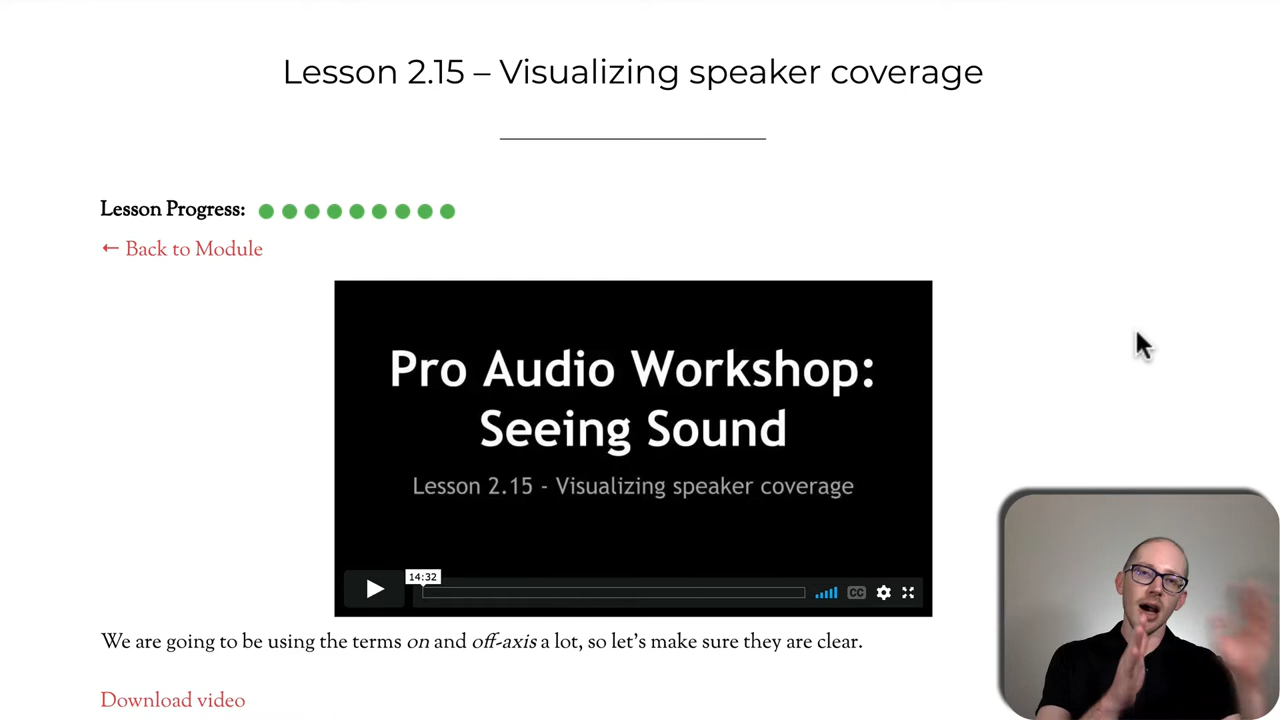 Lesson 2.15 – Visualizing speaker coverage
Lesson Progress:
← Back to Module
Pro Audio Workshop:
Seeing Sound
Lesson 2.15 - Visualizing speaker coverage
14:32
CC
We are going to be using the terms on and off-axis a lot, so let's make sure they are clear.
Download video